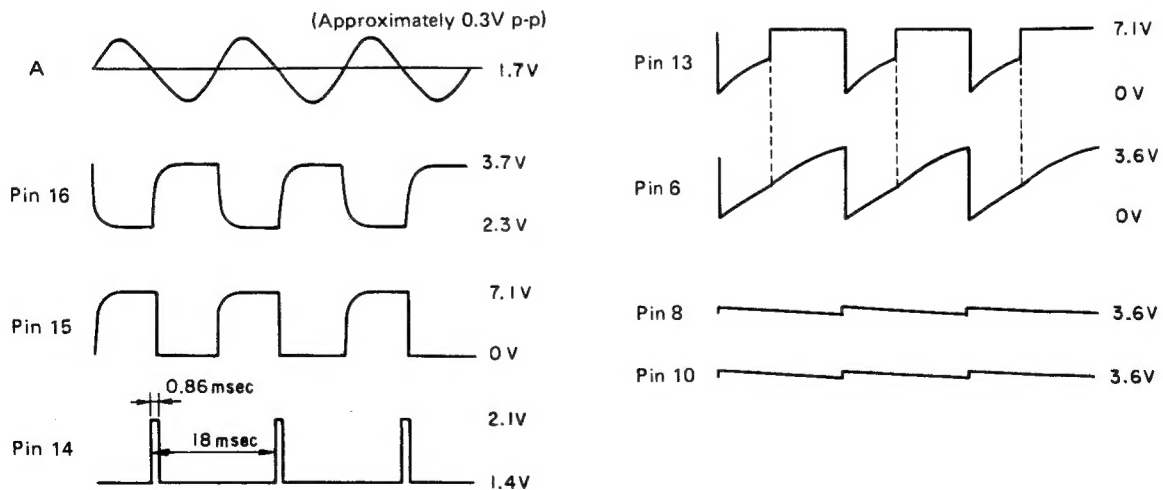 (Approximately 0.3V p-p)
A
1.7V
Pin 16
3.7V
2.3V
Pin 15
7.1V
0V
0.86msec
Pin 14
18msec
2.1V
1.4V
Pin 13
7.1V
0V
Pin 6
3.6V
0V
Pin 8
3.6V
Pin 10
3.6V